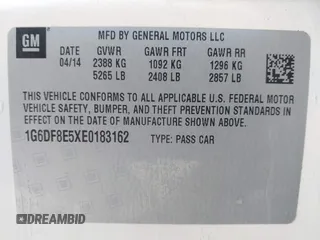 GM
MFD BY GENERAL MOTORS LLC
04/14 GVWR GAWR FRT GAWR RR
2388 KG 1092 KG 1296 KG
5265 LB 2408 LB 2857 LB
THIS VEHICLE CONFORMS TO ALL APPLICABLE U.S. FEDERAL MOTOR
VEHICLE SAFETY, BUMPER, AND THEFT PREVENTION STANDARDS IN
EFFECT ON THE DATE OF MANUFACTURE SHOWN ABOVE.
1G6DF8E5XE0183162 TYPE: PASS CAR
DEALERSHIP